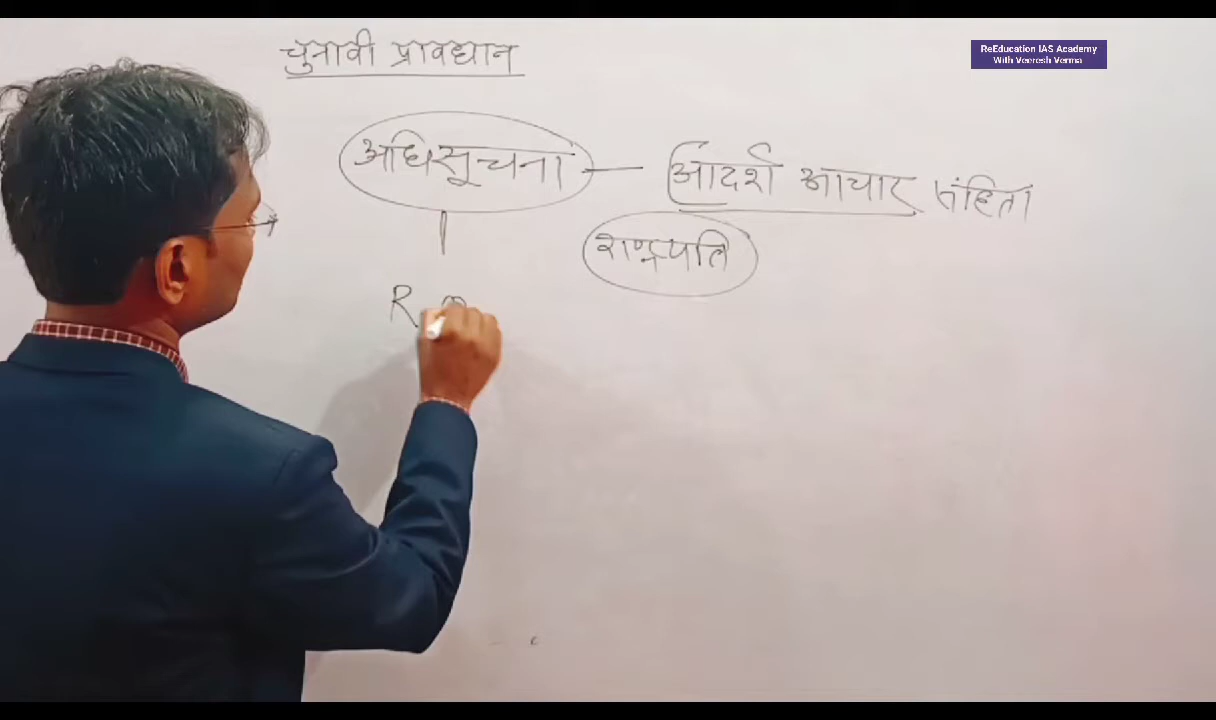 चुनावी प्रावधान
ReEducation IAS Academy
With Veeresh Verma
अधिसूचना — आदर्श आचार संहिता
राष्ट्रपति
R